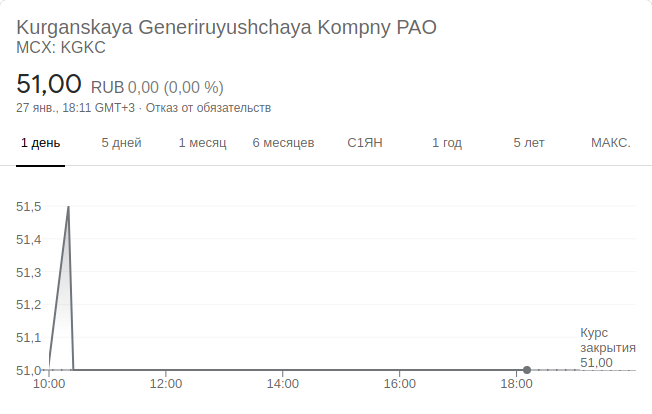 Kurganskaya Generiruyushchaya Kompny PAO
MCX: KGKC
51,00 RUB 0,00 (0,00 %)
27 янв., 18:11 GMT+3 · Отказ от обязательств
1 день 5 дней 1 месяц 6 месяцев С1ЯН 1 год 5 лет МАКС.
51,5
51,4
51,3
51,2
51,1
51,0
Курс
закрытия
51,00
10:00 12:00 14:00 16:00 18:00